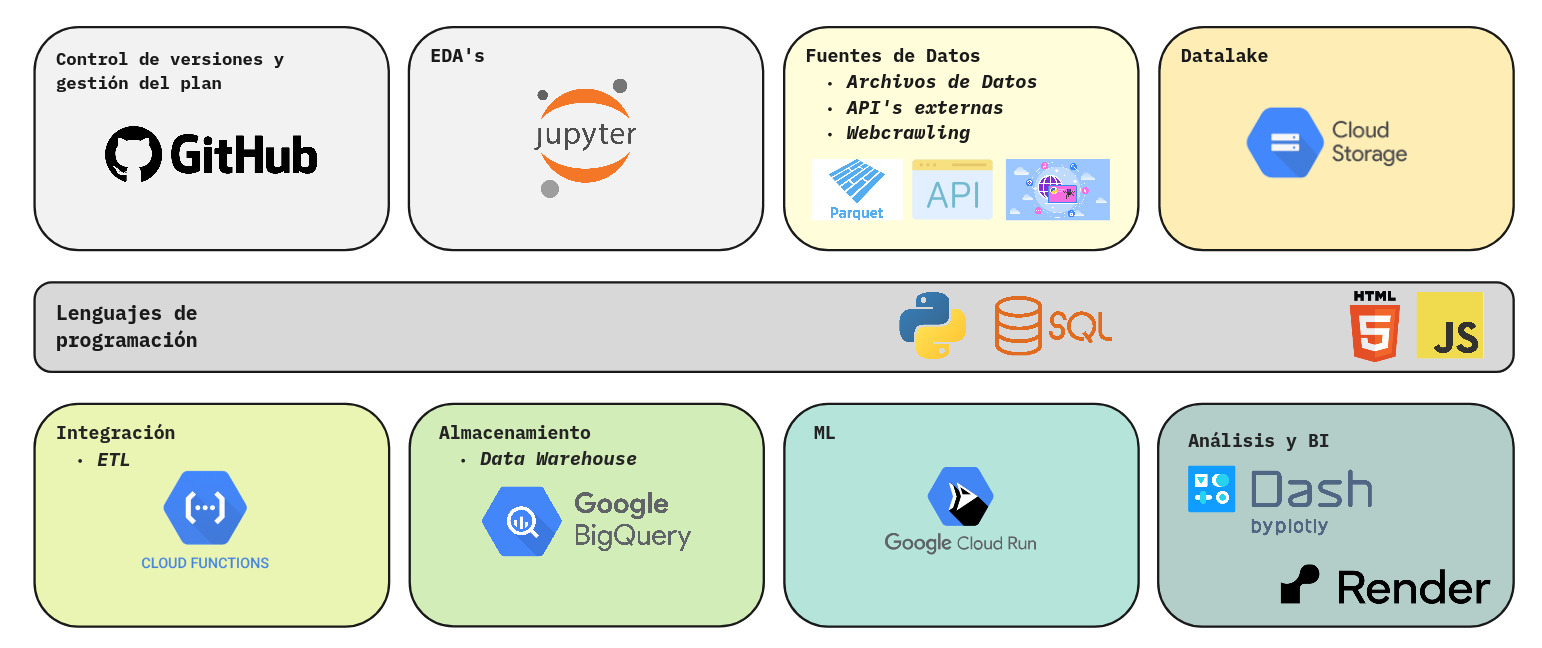 Control de versiones y
gestión del plan
GitHub
EDA's
jupyter
Fuentes de Datos
• Archivos de Datos
• API's externas
• Webcrawling
Parquet
API
Datalake
Cloud
Storage
Lenguajes de
programación
SQL
HTML
5
JS
Integración
• ETL
CLOUD FUNCTIONS
Almacenamiento
• Data Warehouse
Google
BigQuery
ML
Google Cloud Run
Análisis y BI
Dash
byplotly
Render